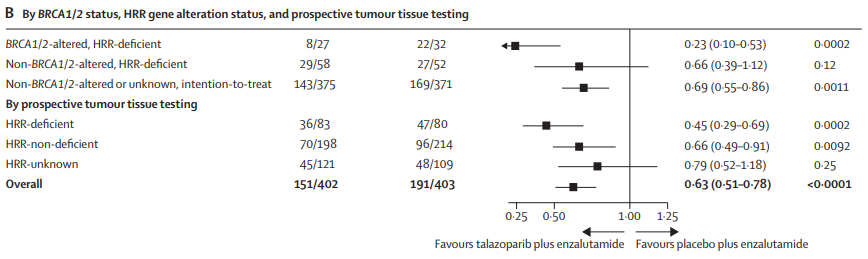 B By BRCA1/2 status, HRR gene alteration status, and prospective tumour tissue testing
BRCA1/2-altered, HRR-deficient 8/27 22/32 0·23 (0·10–0·53) 0·0002
Non-BRCA1/2-altered, HRR-deficient 29/58 27/52 0·66 (0·39–1·12) 0·12
Non-BRCA1/2-altered or unknown, intention-to-treat 143/375 169/371 0·69 (0·55–0·86) 0·0011
By prospective tumour tissue testing
HRR-deficient 36/83 47/80 0·45 (0·29–0·69) 0·0002
HRR-non-deficient 70/198 96/214 0·66 (0·49–0·91) 0·0092
HRR-unknown 45/121 48/109 0·79 (0·52–1·18) 0·25
Overall 151/402 191/403 0·63 (0·51–0·78) <0·0001
0·25 0·50 1·00 1·25
Favours talazoparib plus enzalutamide Favours placebo plus enzalutamide